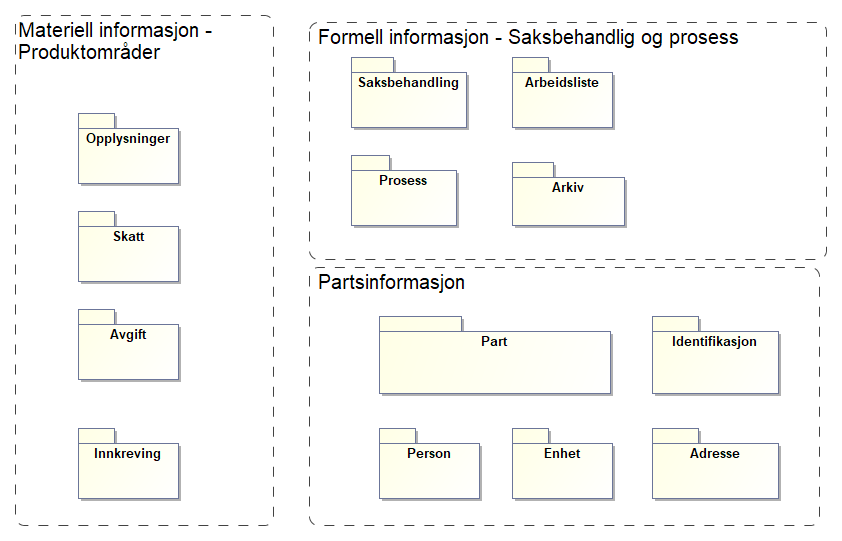 Materiell informasjon -
Produktområder
Opplysninger
Skatt
Avgift
Innkreving
Formell informasjon - Saksbehandlig og prosess
Saksbehandling
Arbeidsliste
Prosess
Arkiv
Partsinformasjon
Part
Identifikasjon
Person
Enhet
Adresse